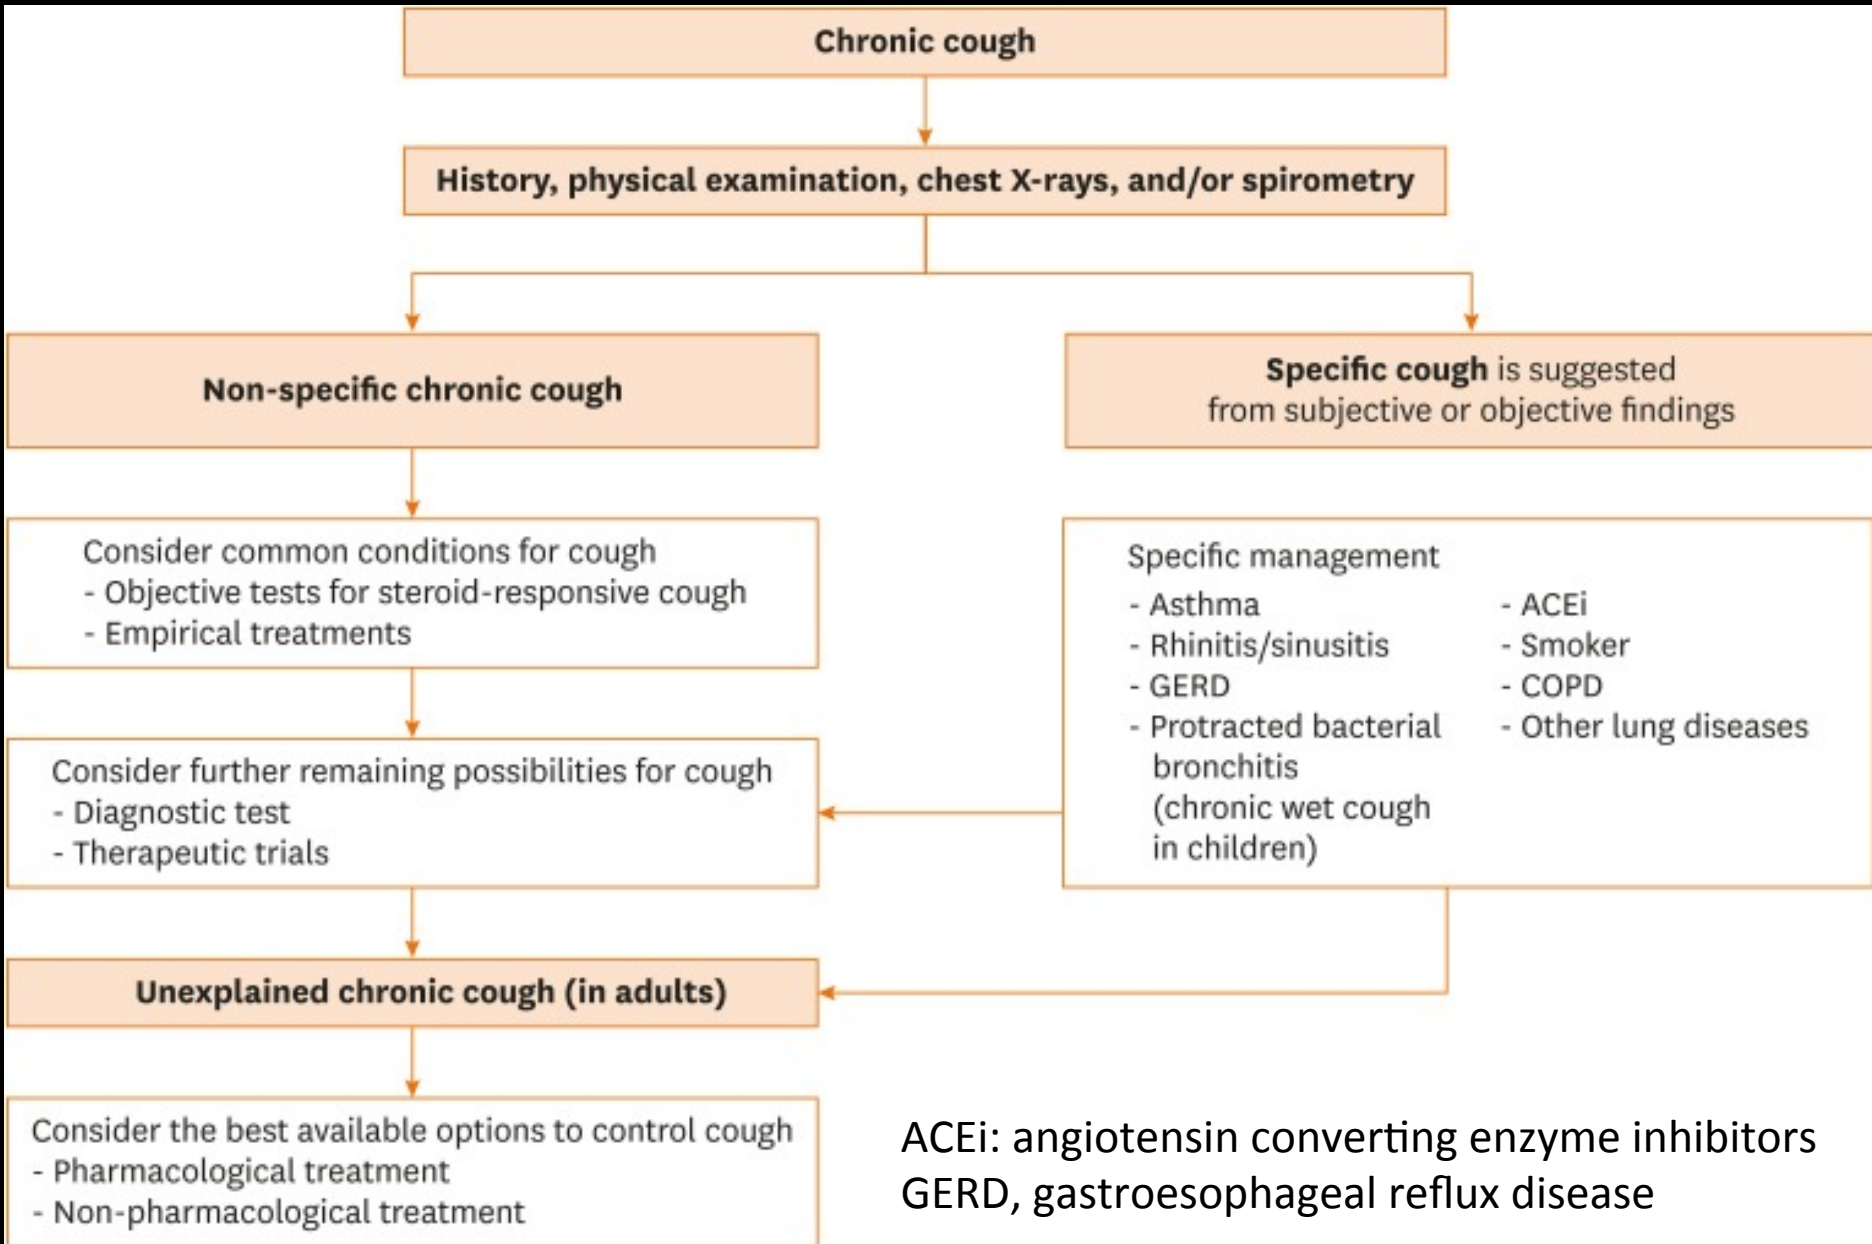 Chronic cough
History, physical examination, chest X-rays, and/or spirometry
Non-specific chronic cough
Specific cough is suggested
from subjective or objective findings
Consider common conditions for cough
- Objective tests for steroid-responsive cough
- Empirical treatments
Specific management
- Asthma
- Rhinitis/sinusitis
- GERD
- Protracted bacterial
bronchitis
(chronic wet cough
in children)
- ACEi
- Smoker
- COPD
- Other lung diseases
Consider further remaining possibilities for cough
- Diagnostic test
- Therapeutic trials
Unexplained chronic cough (in adults)
Consider the best available options to control cough
- Pharmacological treatment
- Non-pharmacological treatment
ACEi: angiotensin converting enzyme inhibitors
GERD, gastroesophageal reflux disease